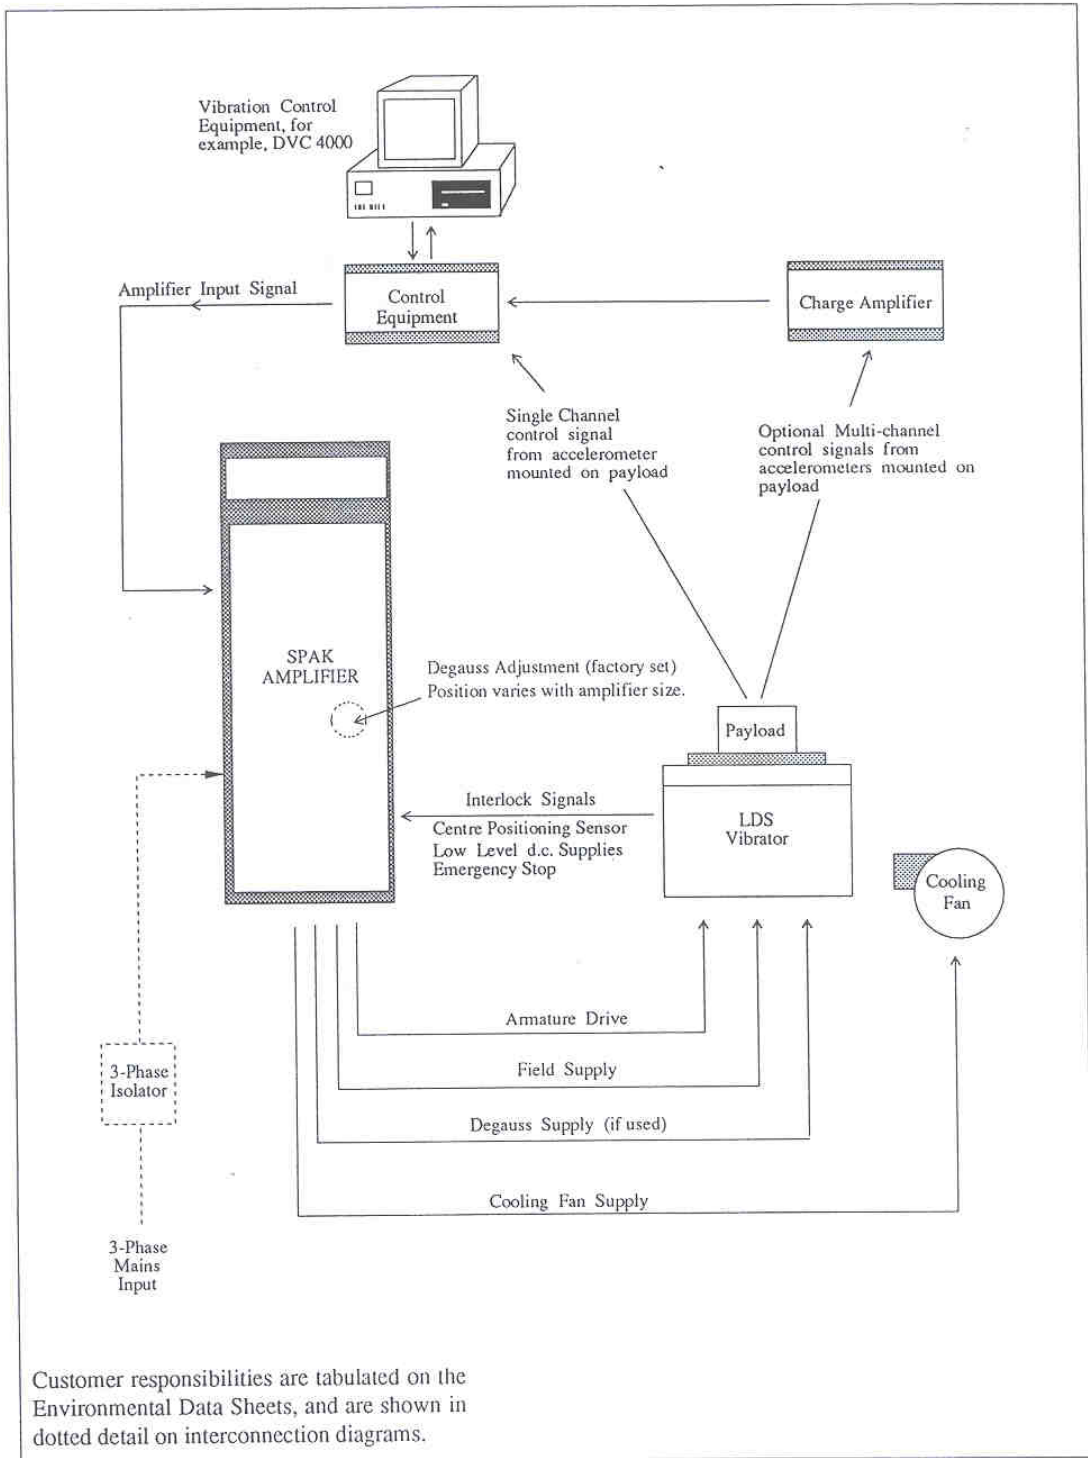 Vibration Control
Equipment, for
example, DVC 4000
Amplifier Input Signal
Control
Equipment
Charge Amplifier
Single Channel
control signal
from accelerometer
mounted on payload
Optional Multi-channel
control signals from
accelerometers mounted on
payload
SPAK
AMPLIFIER
Degauss Adjustment (factory set)
Position varies with amplifier size.
Payload
Interlock Signals
Centre Positioning Sensor
Low Level d.c. Supplies
Emergency Stop
LDS
Vibrator
Cooling
Fan
Armature Drive
3-Phase
Isolator
Field Supply
Degauss Supply (if used)
Cooling Fan Supply
3-Phase
Mains
Input
Customer responsibilities are tabulated on the
Environmental Data Sheets, and are shown in
dotted detail on interconnection diagrams.